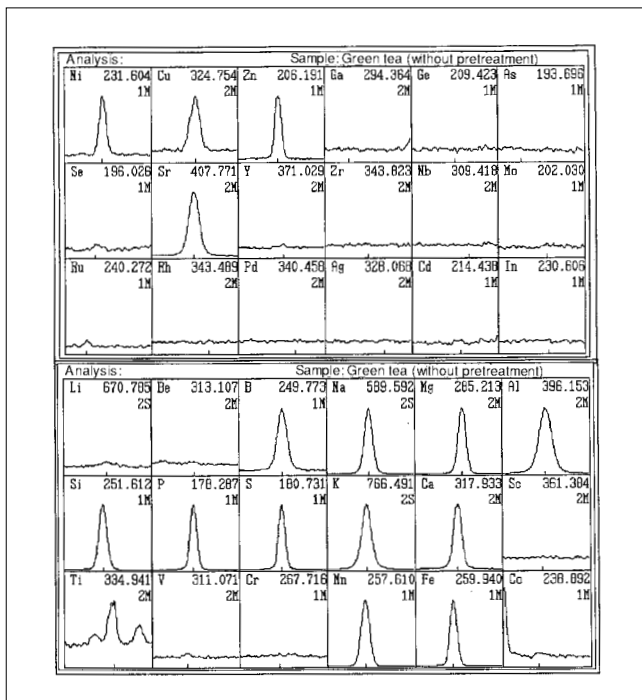 Analysis: Sample: Green tea (without pretreatment)
Ni 231.604 Cu 324.754 Zn 206.191 Ga 294.364 Ge 209.423 As 193.696
1M 2M 1M 2M 1M 1M
Se 196.026 Sr 407.771 Y 371.029 Zr 343.823 Nb 309.418 Mo 202.030
1M 2M 2M 2M 2M 1M
Ru 240.272 Rh 343.489 Pd 340.458 Ag 328.068 Cd 214.438 In 230.606
1M 2M 2M 2M 1M 1M
Analysis: Sample: Green tea (without pretreatment)
Li 670.785 Be 313.107 B 249.773 Na 589.592 Mg 285.213 Al 396.153
2S 2M 1M 2S 2M 2M
Si 251.612 P 178.287 S 180.731 K 766.491 Ca 317.933 Sc 361.384
1M 1M 1M 2S 2M 2M
Ti 334.941 V 311.071 Cr 267.716 Mn 257.610 Fe 259.940 Co 238.892
2M 2M 1M 1M 1M 1M